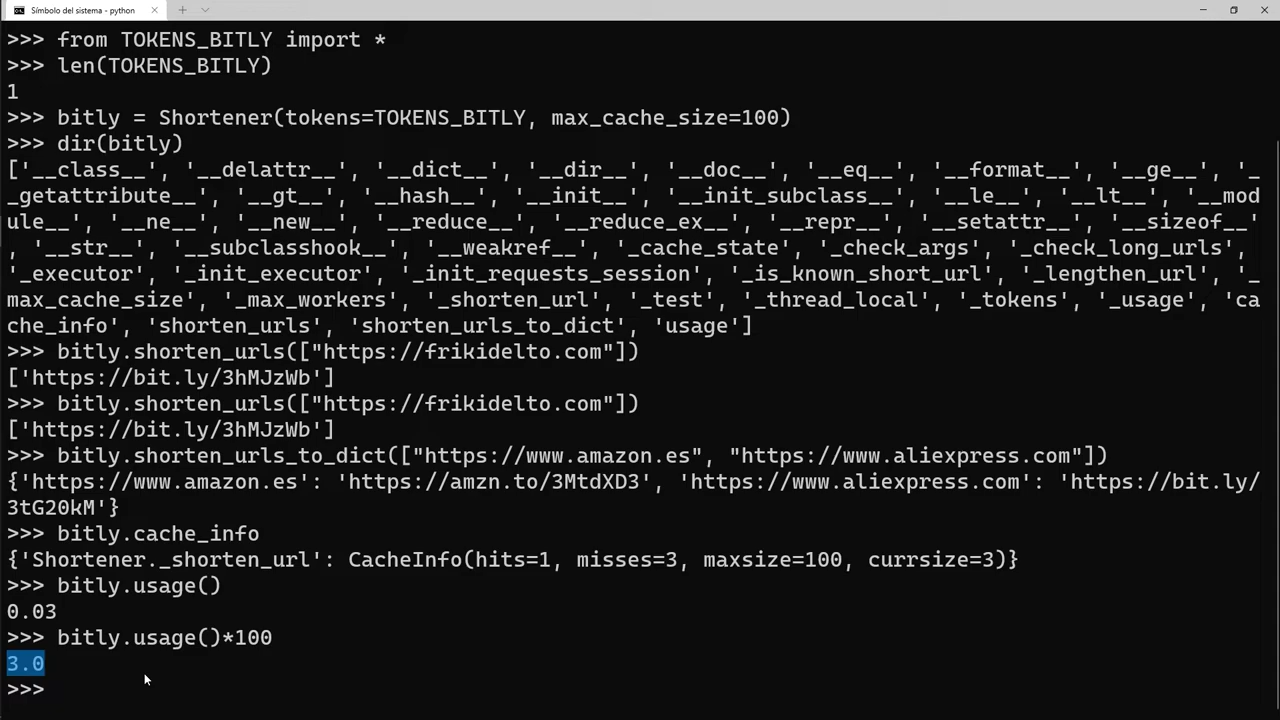 Símbolo del sistema - python
>>> from TOKENS_BITLY import *
>>> len(TOKENS_BITLY)
1
>>> bitly = Shortener(tokens=TOKENS_BITLY, max_cache_size=100)
>>> dir(bitly)
['__class__', '__delattr__', '__dict__', '__dir__', '__doc__', '__eq__', '__format__', '__ge__', '_
_getattribute__', '__gt__', '__hash__', '__init__', '__init_subclass__', '__le__', '__lt__', '__mod
ule__', '__ne__', '__new__', '__reduce__', '__reduce_ex__', '__repr__', '__setattr__', '__sizeof__'
, '__str__', '__subclasshook__', '__weakref__', '_cache_state', '_check_args', '_check_long_urls',
'_executor', '_init_executor', '_init_requests_session', '_is_known_short_url', '_lengthen_url', '_
max_cache_size', '_max_workers', '_shorten_url', '_test', '_thread_local', '_tokens', '_usage', 'ca
che_info', 'shorten_urls', 'shorten_urls_to_dict', 'usage']
>>> bitly.shorten_urls(["https://frikidelto.com"])
['https://bit.ly/3hMJzWb']
>>> bitly.shorten_urls(["https://frikidelto.com"])
['https://bit.ly/3hMJzWb']
>>> bitly.shorten_urls_to_dict(["https://www.amazon.es", "https://www.aliexpress.com"])
{'https://www.amazon.es': 'https://amzn.to/3MtdXD3', 'https://www.aliexpress.com': 'https://bit.ly/
3tG20kM'}
>>> bitly.cache_info
{'Shortener._shorten_url': CacheInfo(hits=1, misses=3, maxsize=100, currsize=3)}
>>> bitly.usage()
0.03
>>> bitly.usage()*100
3.0
>>>